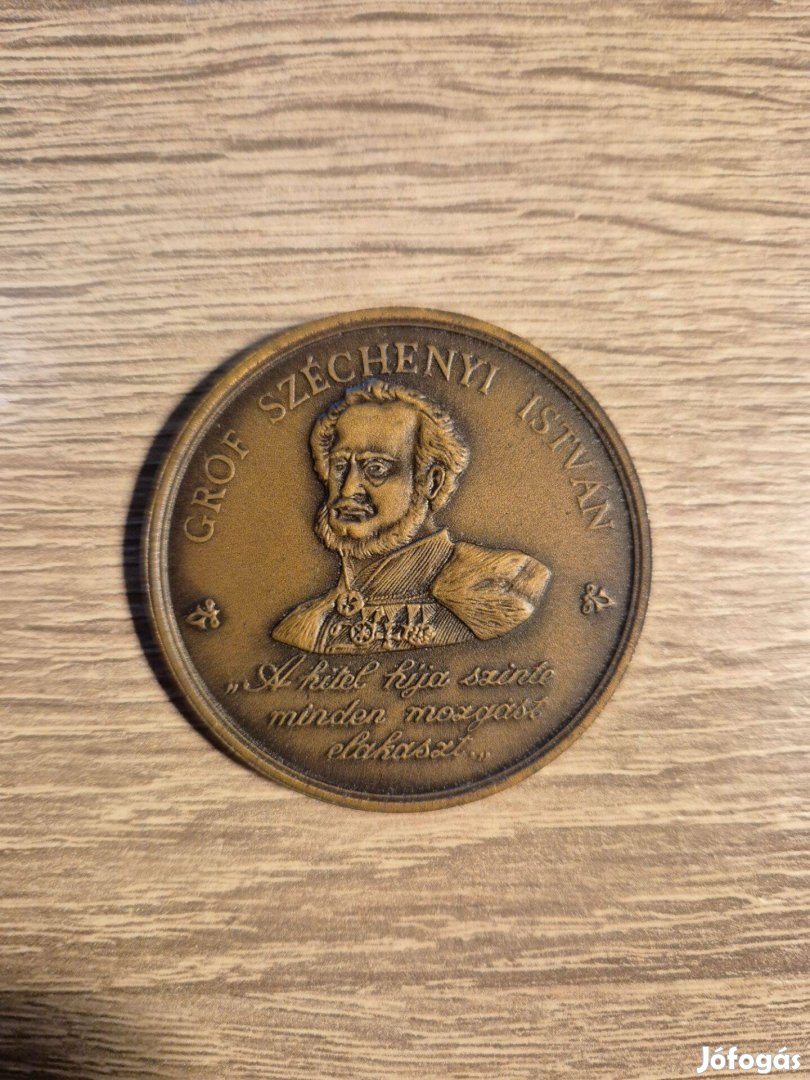 GRÓF SZÉCHENYI ISTVÁN
„A hitel híja szinte
minden mozgást
elakaszt„
Jófogás